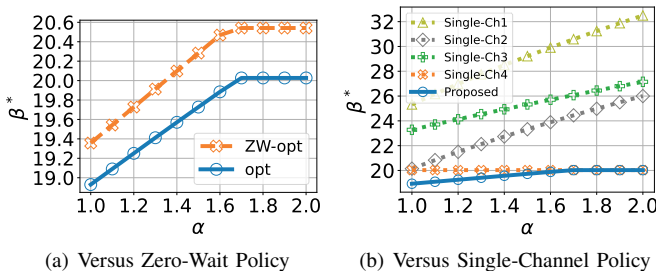 20.6
20.4
20.2
20.0
19.8
19.6
19.4
19.2
19.0
β*
1.0 1.2 1.4 1.6 1.8 2.0
α
ZW-opt
opt
(a) Versus Zero-Wait Policy
32
30
28
26
24
22
20
β*
1.0 1.2 1.4 1.6 1.8 2.0
α
Single-Ch1
Single-Ch2
Single-Ch3
Single-Ch4
Proposed
(b) Versus Single-Channel Policy